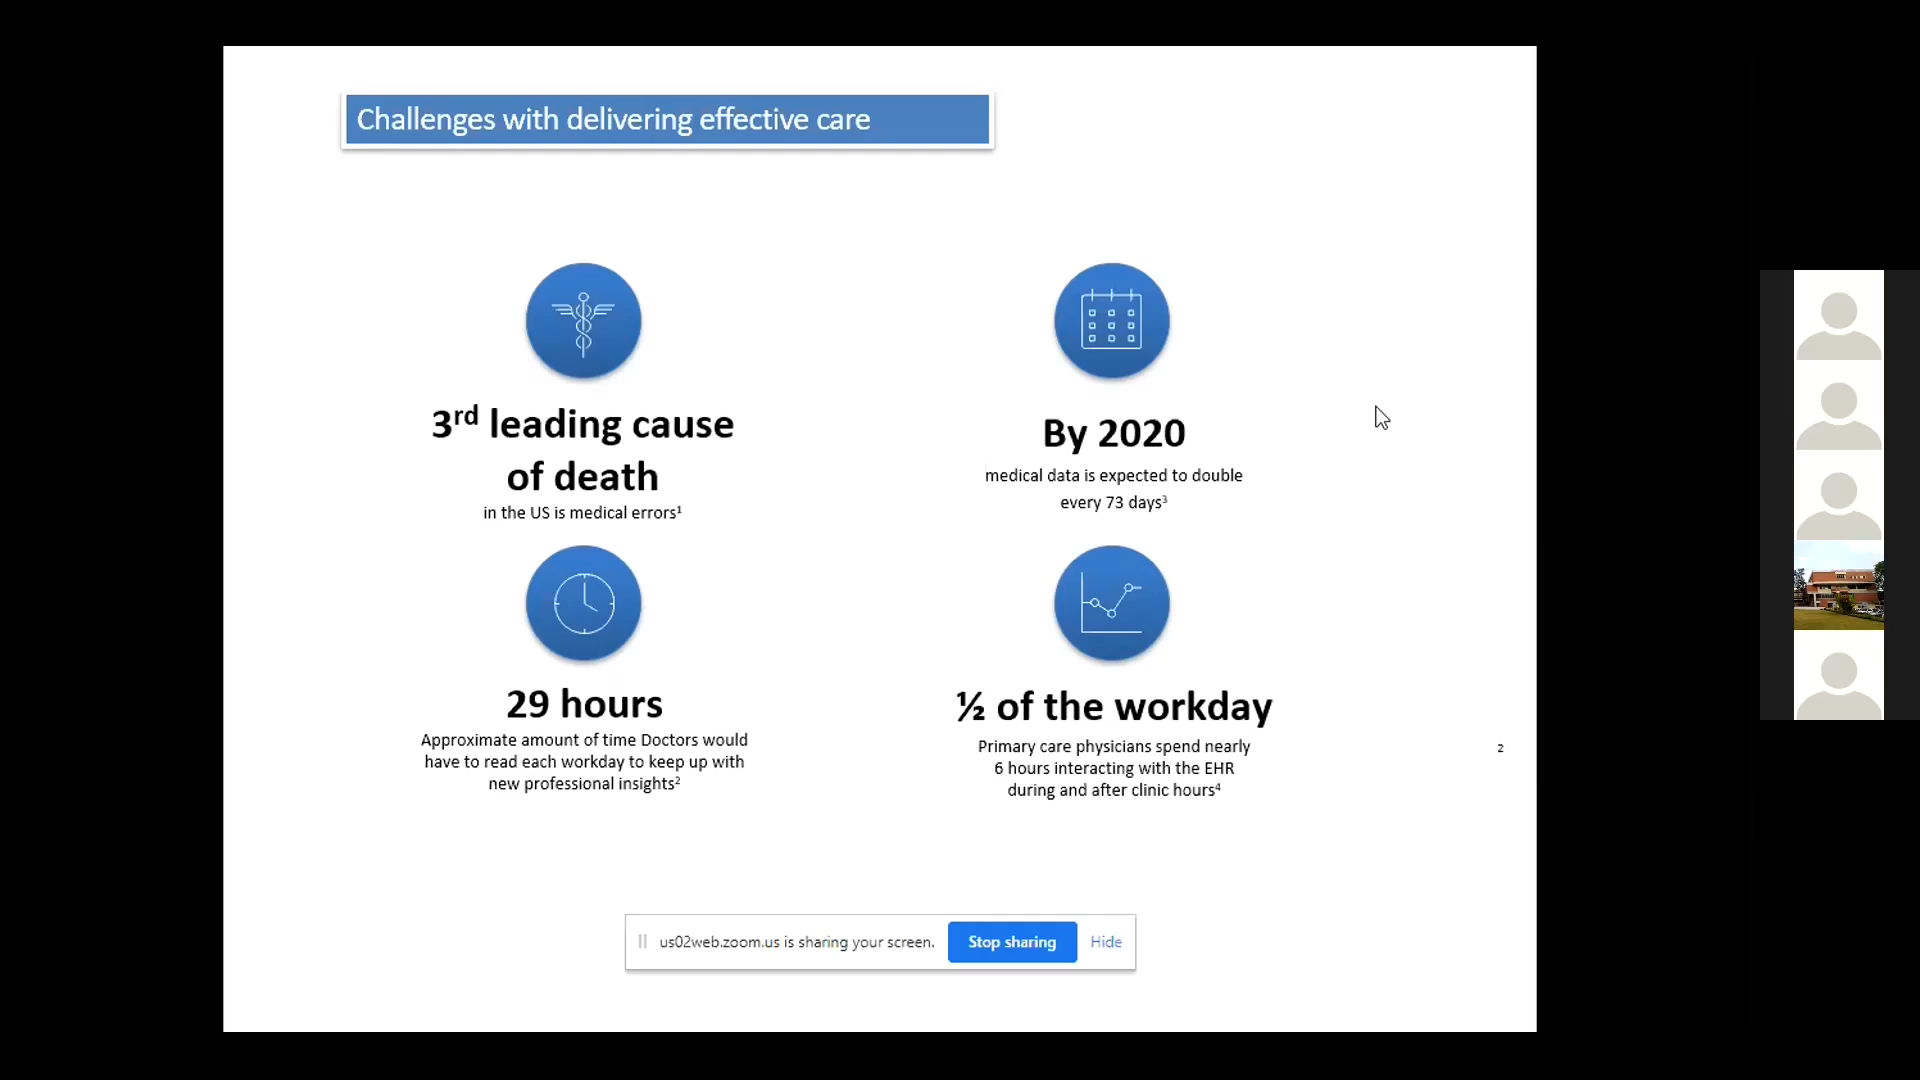 Challenges with delivering effective care
3rd leading cause
of death
in the US is medical errors¹
By 2020
medical data is expected to double
every 73 days³
29 hours
Approximate amount of time Doctors would
have to read each workday to keep up with
new professional insights²
½ of the workday
Primary care physicians spend nearly
6 hours interacting with the EHR
during and after clinic hours⁴
2
us02web.zoom.us is sharing your screen. Stop sharing Hide